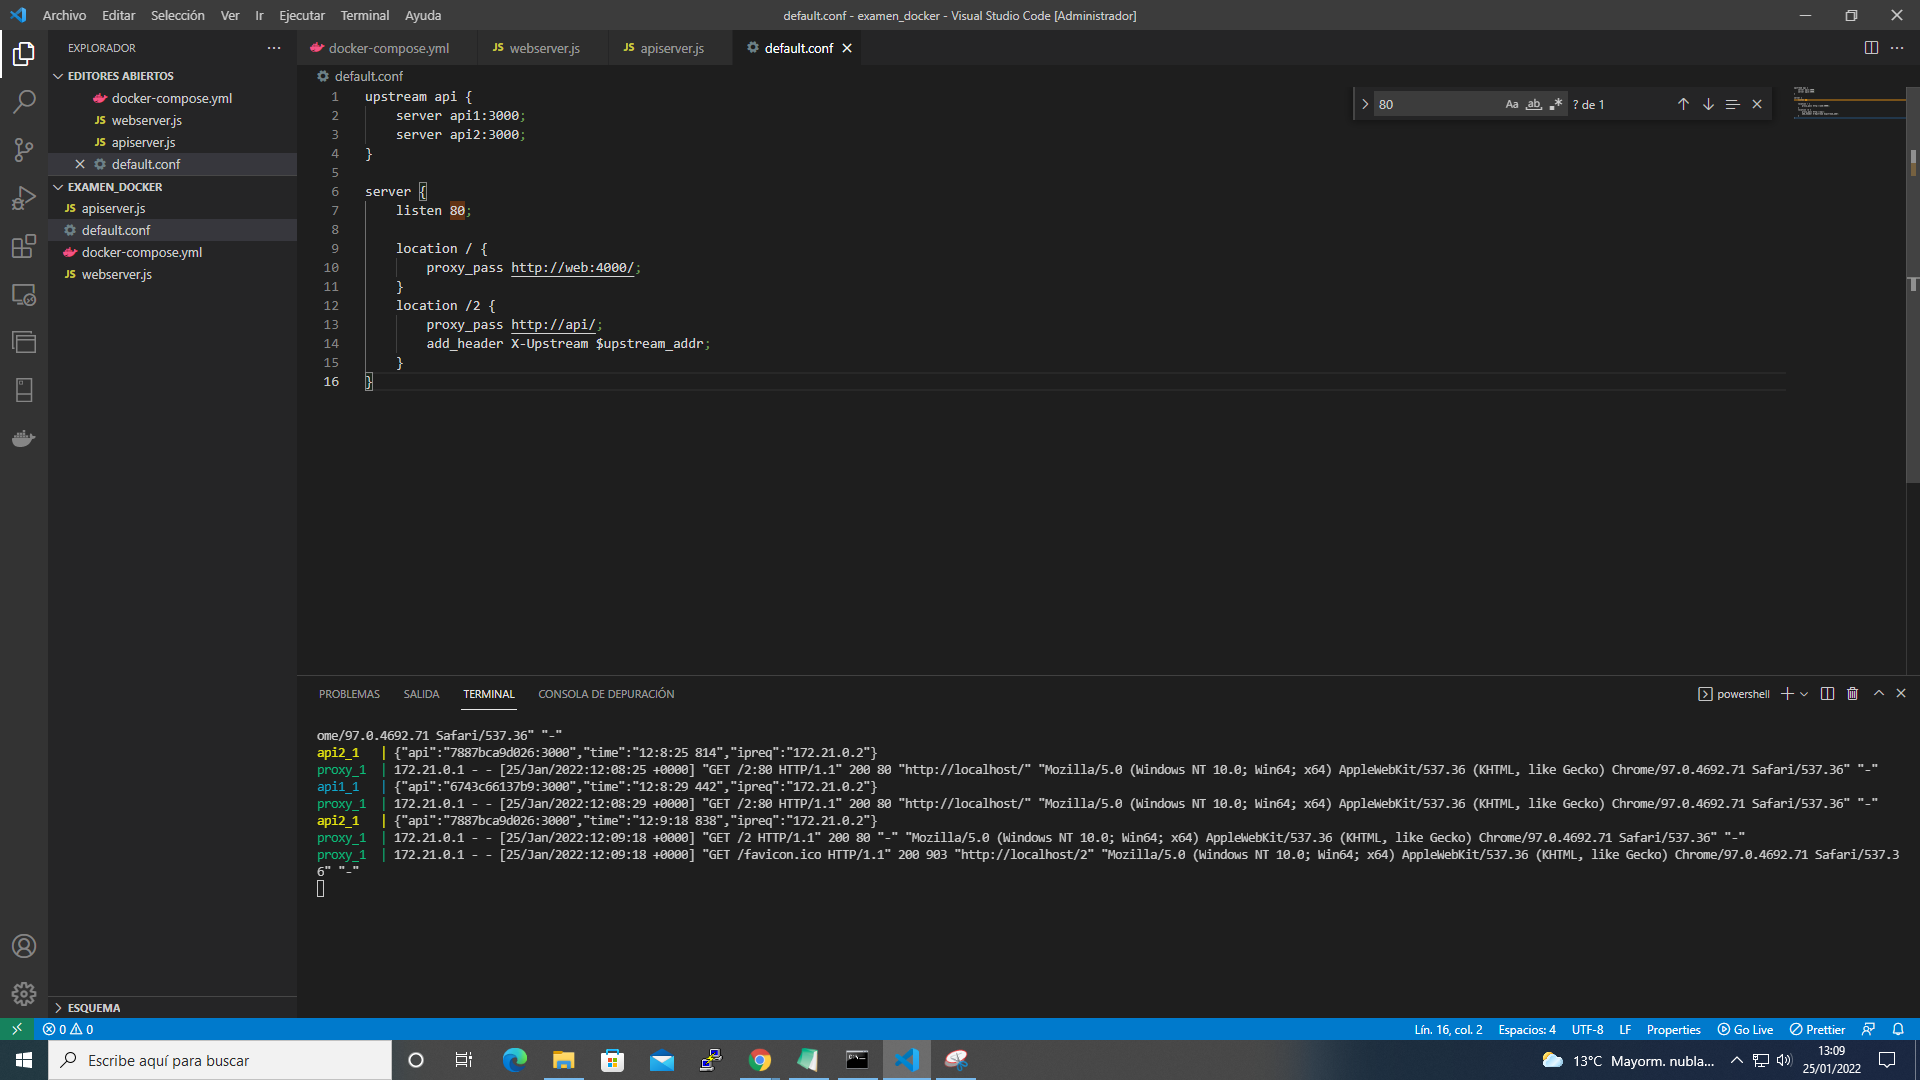 Archivo Editar Selección Ver Ir Ejecutar Terminal Ayuda
default.conf - examen_docker - Visual Studio Code [Administrador]
EXPLORADOR
EDITORES ABIERTOS
docker-compose.yml
JS webserver.js
JS apiserver.js
default.conf
EXAMEN_DOCKER
JS apiserver.js
default.conf
docker-compose.yml
JS webserver.js
ESQUEMA
docker-compose.yml
JS webserver.js
JS apiserver.js
default.conf
default.conf
80 Aa ab ? de 1
1 upstream api {
2 server api1:3000;
3 server api2:3000;
4 }
5
6 server {
7 listen 80;
8
9 location / {
10 proxy_pass http://web:4000/;
11 }
12 location /2 {
13 proxy_pass http://api/;
14 add_header X-Upstream $upstream_addr;
15 }
16 }
PROBLEMAS SALIDA TERMINAL CONSOLA DE DEPURACIÓN
powershell
ome/97.0.4692.71 Safari/537.36" "-"
api2_1 | {"api":"7887bca9d026:3000","time":"12:8:25 814","ipreq":"172.21.0.2"}
proxy_1 | 172.21.0.1 - - [25/Jan/2022:12:08:25 +0000] "GET /2:80 HTTP/1.1" 200 80 "http://localhost/" "Mozilla/5.0 (Windows NT 10.0; Win64; x64) AppleWebKit/537.36 (KHTML, like Gecko) Chrome/97.0.4692.71 Safari/537.36" "-"
api1_1 | {"api":"6743c66137b9:3000","time":"12:8:29 442","ipreq":"172.21.0.2"}
proxy_1 | 172.21.0.1 - - [25/Jan/2022:12:08:29 +0000] "GET /2:80 HTTP/1.1" 200 80 "http://localhost/" "Mozilla/5.0 (Windows NT 10.0; Win64; x64) AppleWebKit/537.36 (KHTML, like Gecko) Chrome/97.0.4692.71 Safari/537.36" "-"
api2_1 | {"api":"7887bca9d026:3000","time":"12:9:18 838","ipreq":"172.21.0.2"}
proxy_1 | 172.21.0.1 - - [25/Jan/2022:12:09:18 +0000] "GET /2 HTTP/1.1" 200 80 "-" "Mozilla/5.0 (Windows NT 10.0; Win64; x64) AppleWebKit/537.36 (KHTML, like Gecko) Chrome/97.0.4692.71 Safari/537.36" "-"
proxy_1 | 172.21.0.1 - - [25/Jan/2022:12:09:18 +0000] "GET /favicon.ico HTTP/1.1" 200 903 "http://localhost/2" "Mozilla/5.0 (Windows NT 10.0; Win64; x64) AppleWebKit/537.36 (KHTML, like Gecko) Chrome/97.0.4692.71 Safari/537.3
6" "-"
0 0
Lín. 16, col. 2 Espacios: 4 UTF-8 LF Properties Go Live Prettier
Escribe aquí para buscar
13°C Mayorm. nubla...
13:09
25/01/2022